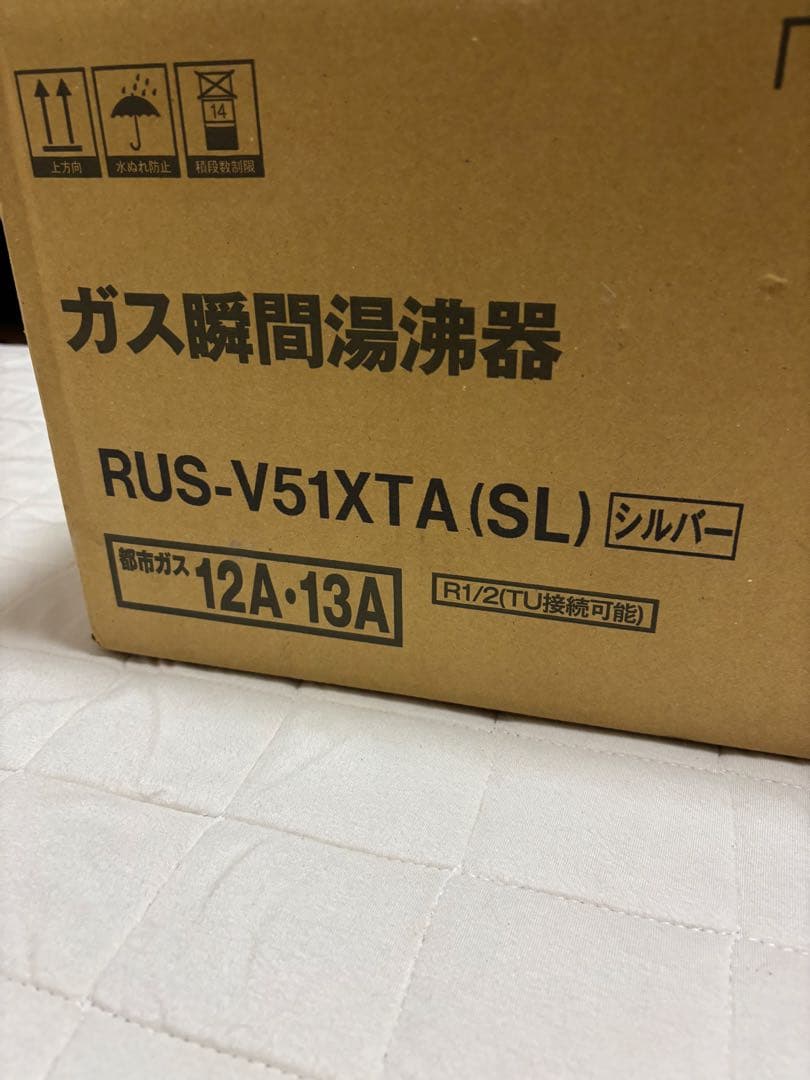 14
上方向 水ぬれ防止 積段数制限
ガス瞬間湯沸器
RUS-V51XTA(SL) シルバー
都市ガス 12A・13A R1/2(TU接続可能)